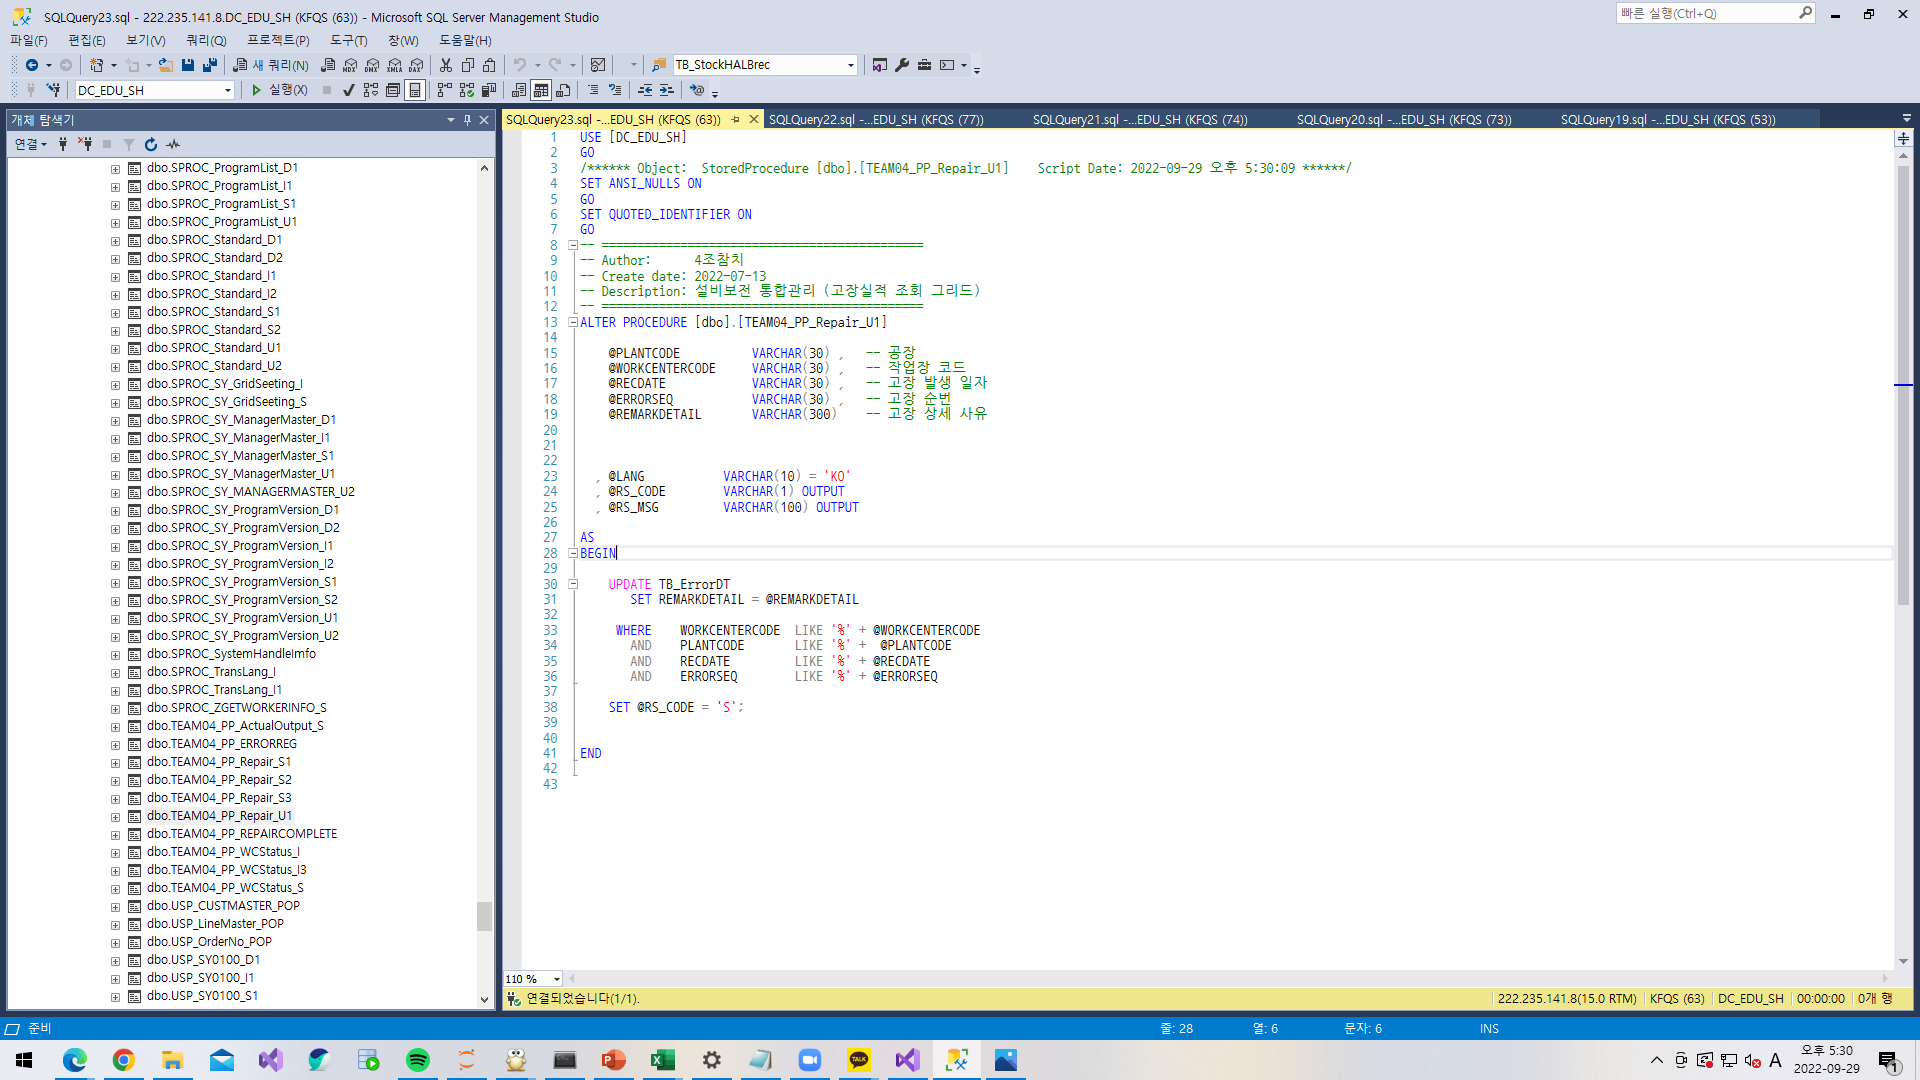 SQLQuery23.sql - 222.235.141.8.DC_EDU_SH (KFQS (63)) - Microsoft SQL Server Management Studio
빠른 실행(Ctrl+Q)
파일(F) 편집(E) 보기(V) 쿼리(Q) 프로젝트(P) 도구(T) 창(W) 도움말(H)
새 쿼리(N) MDX DMX XMLA DAX TB_StockHALBrec
DC_EDU_SH 실행(X)
개체 탐색기
연결
dbo.SPROC_ProgramList_D1
dbo.SPROC_ProgramList_I1
dbo.SPROC_ProgramList_S1
dbo.SPROC_ProgramList_U1
dbo.SPROC_Standard_D1
dbo.SPROC_Standard_D2
dbo.SPROC_Standard_I1
dbo.SPROC_Standard_I2
dbo.SPROC_Standard_S1
dbo.SPROC_Standard_S2
dbo.SPROC_Standard_U1
dbo.SPROC_Standard_U2
dbo.SPROC_SY_GridSeeting_I
dbo.SPROC_SY_GridSeeting_S
dbo.SPROC_SY_ManagerMaster_D1
dbo.SPROC_SY_ManagerMaster_I1
dbo.SPROC_SY_ManagerMaster_S1
dbo.SPROC_SY_ManagerMaster_U1
dbo.SPROC_SY_MANAGERMASTER_U2
dbo.SPROC_SY_ProgramVersion_D1
dbo.SPROC_SY_ProgramVersion_D2
dbo.SPROC_SY_ProgramVersion_I1
dbo.SPROC_SY_ProgramVersion_I2
dbo.SPROC_SY_ProgramVersion_S1
dbo.SPROC_SY_ProgramVersion_S2
dbo.SPROC_SY_ProgramVersion_U1
dbo.SPROC_SY_ProgramVersion_U2
dbo.SPROC_SystemHandleImfo
dbo.SPROC_TransLang_I
dbo.SPROC_TransLang_I1
dbo.SPROC_ZGETWORKERINFO_S
dbo.TEAM04_PP_ActualOutput_S
dbo.TEAM04_PP_ERRORREG
dbo.TEAM04_PP_Repair_S1
dbo.TEAM04_PP_Repair_S2
dbo.TEAM04_PP_Repair_S3
dbo.TEAM04_PP_Repair_U1
dbo.TEAM04_PP_REPAIRCOMPLETE
dbo.TEAM04_PP_WCStatus_I
dbo.TEAM04_PP_WCStatus_I3
dbo.TEAM04_PP_WCStatus_S
dbo.USP_CUSTMASTER_POP
dbo.USP_LineMaster_POP
dbo.USP_OrderNo_POP
dbo.USP_SY0100_D1
dbo.USP_SY0100_I1
dbo.USP_SY0100_S1
SQLQuery23.sql -...EDU_SH (KFQS (63)) SQLQuery22.sql -...EDU_SH (KFQS (77)) SQLQuery21.sql -...EDU_SH (KFQS (74)) SQLQuery20.sql -...EDU_SH (KFQS (73)) SQLQuery19.sql -...EDU_SH (KFQS (53))
1 USE [DC_EDU_SH]
2 GO
3 /****** Object:  StoredProcedure [dbo].[TEAM04_PP_Repair_U1]    Script Date: 2022-09-29 오후 5:30:09 ******/
4 SET ANSI_NULLS ON
5 GO
6 SET QUOTED_IDENTIFIER ON
7 GO
8 -- =============================================
9 -- Author:      4조참치
10 -- Create date: 2022-07-13
11 -- Description: 설비보전 통합관리 (고장실적 조회 그리드)
12 -- =============================================
13 ALTER PROCEDURE [dbo].[TEAM04_PP_Repair_U1]
14
15 @PLANTCODE          VARCHAR(30) ,   -- 공장
16 @WORKCENTERCODE     VARCHAR(30) ,   -- 작업장 코드
17 @RECDATE            VARCHAR(30) ,   -- 고장 발생 일자
18 @ERRORSEQ           VARCHAR(30) ,   -- 고장 순번
19 @REMARKDETAIL       VARCHAR(300)    -- 고장 상세 사유
20
21
22
23 , @LANG           VARCHAR(10) = 'KO'
24 , @RS_CODE        VARCHAR(1) OUTPUT
25 , @RS_MSG         VARCHAR(100) OUTPUT
26
27 AS
28 BEGIN
29
30 UPDATE TB_ErrorDT
31 SET REMARKDETAIL = @REMARKDETAIL
32
33 WHERE    WORKCENTERCODE  LIKE '%' + @WORKCENTERCODE
34 AND    PLANTCODE       LIKE '%' +  @PLANTCODE
35 AND    RECDATE         LIKE '%' + @RECDATE
36 AND    ERRORSEQ        LIKE '%' + @ERRORSEQ
37
38 SET @RS_CODE = 'S';
39
40
41 END
42
43
110 %
연결되었습니다(1/1). 222.235.141.8(15.0 RTM) KFQS (63) DC_EDU_SH 00:00:00 0개 행
준비 줄: 28 열: 6 문자: 6 INS
TALK
A
오후 5:30
2022-09-29
1